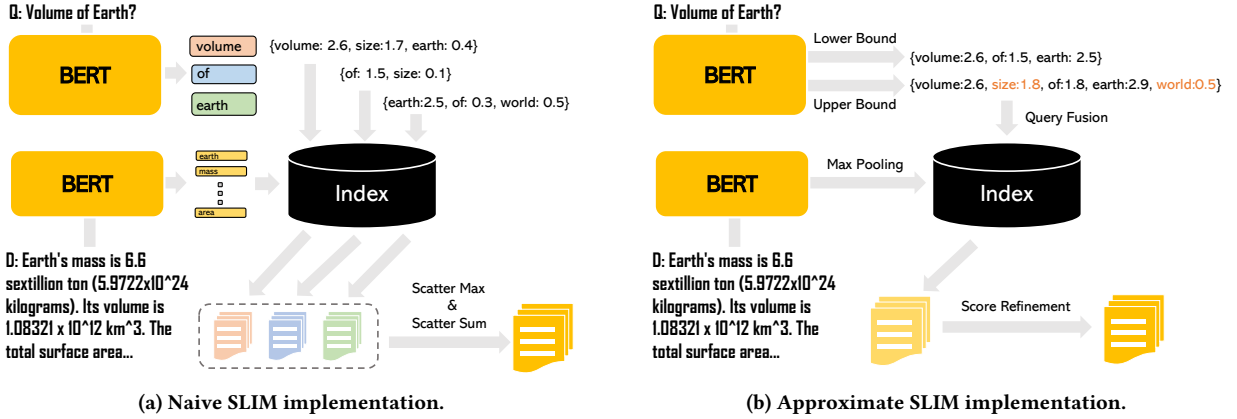 Q: Volume of Earth?
BERT
volume
of
earth
{volume: 2.6, size:1.7, earth: 0.4}
{of: 1.5, size: 0.1}
{earth:2.5, of: 0.3, world: 0.5}
BERT
earth
mass
area
Index
D: Earth's mass is 6.6
sextillion ton (5.9722x10^24
kilograms). Its volume is
1.08321 x 10^12 km^3. The
total surface area...
Scatter Max
&
Scatter Sum
(a) Naive SLIM implementation.
Q: Volume of Earth?
BERT
Lower Bound
{volume:2.6, of:1.5, earth: 2.5}
{volume:2.6, size:1.8, of:1.8, earth:2.9, world:0.5}
Upper Bound
Query Fusion
BERT
Max Pooling
Index
D: Earth's mass is 6.6
sextillion ton (5.9722x10^24
kilograms). Its volume is
1.08321 x 10^12 km^3. The
total surface area...
Score Refinement
(b) Approximate SLIM implementation.